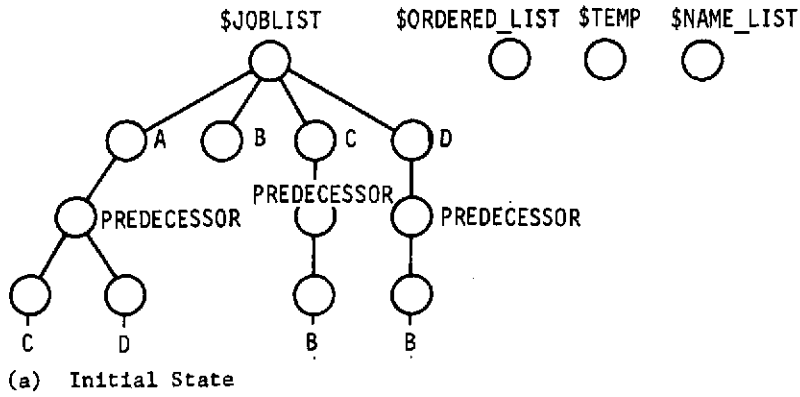 $JOBLIST $ORDERED_LIST $TEMP $NAME_LIST
A B C D
PREDECESSOR PREDECESSOR PREDECESSOR
C D B B
(a) Initial State